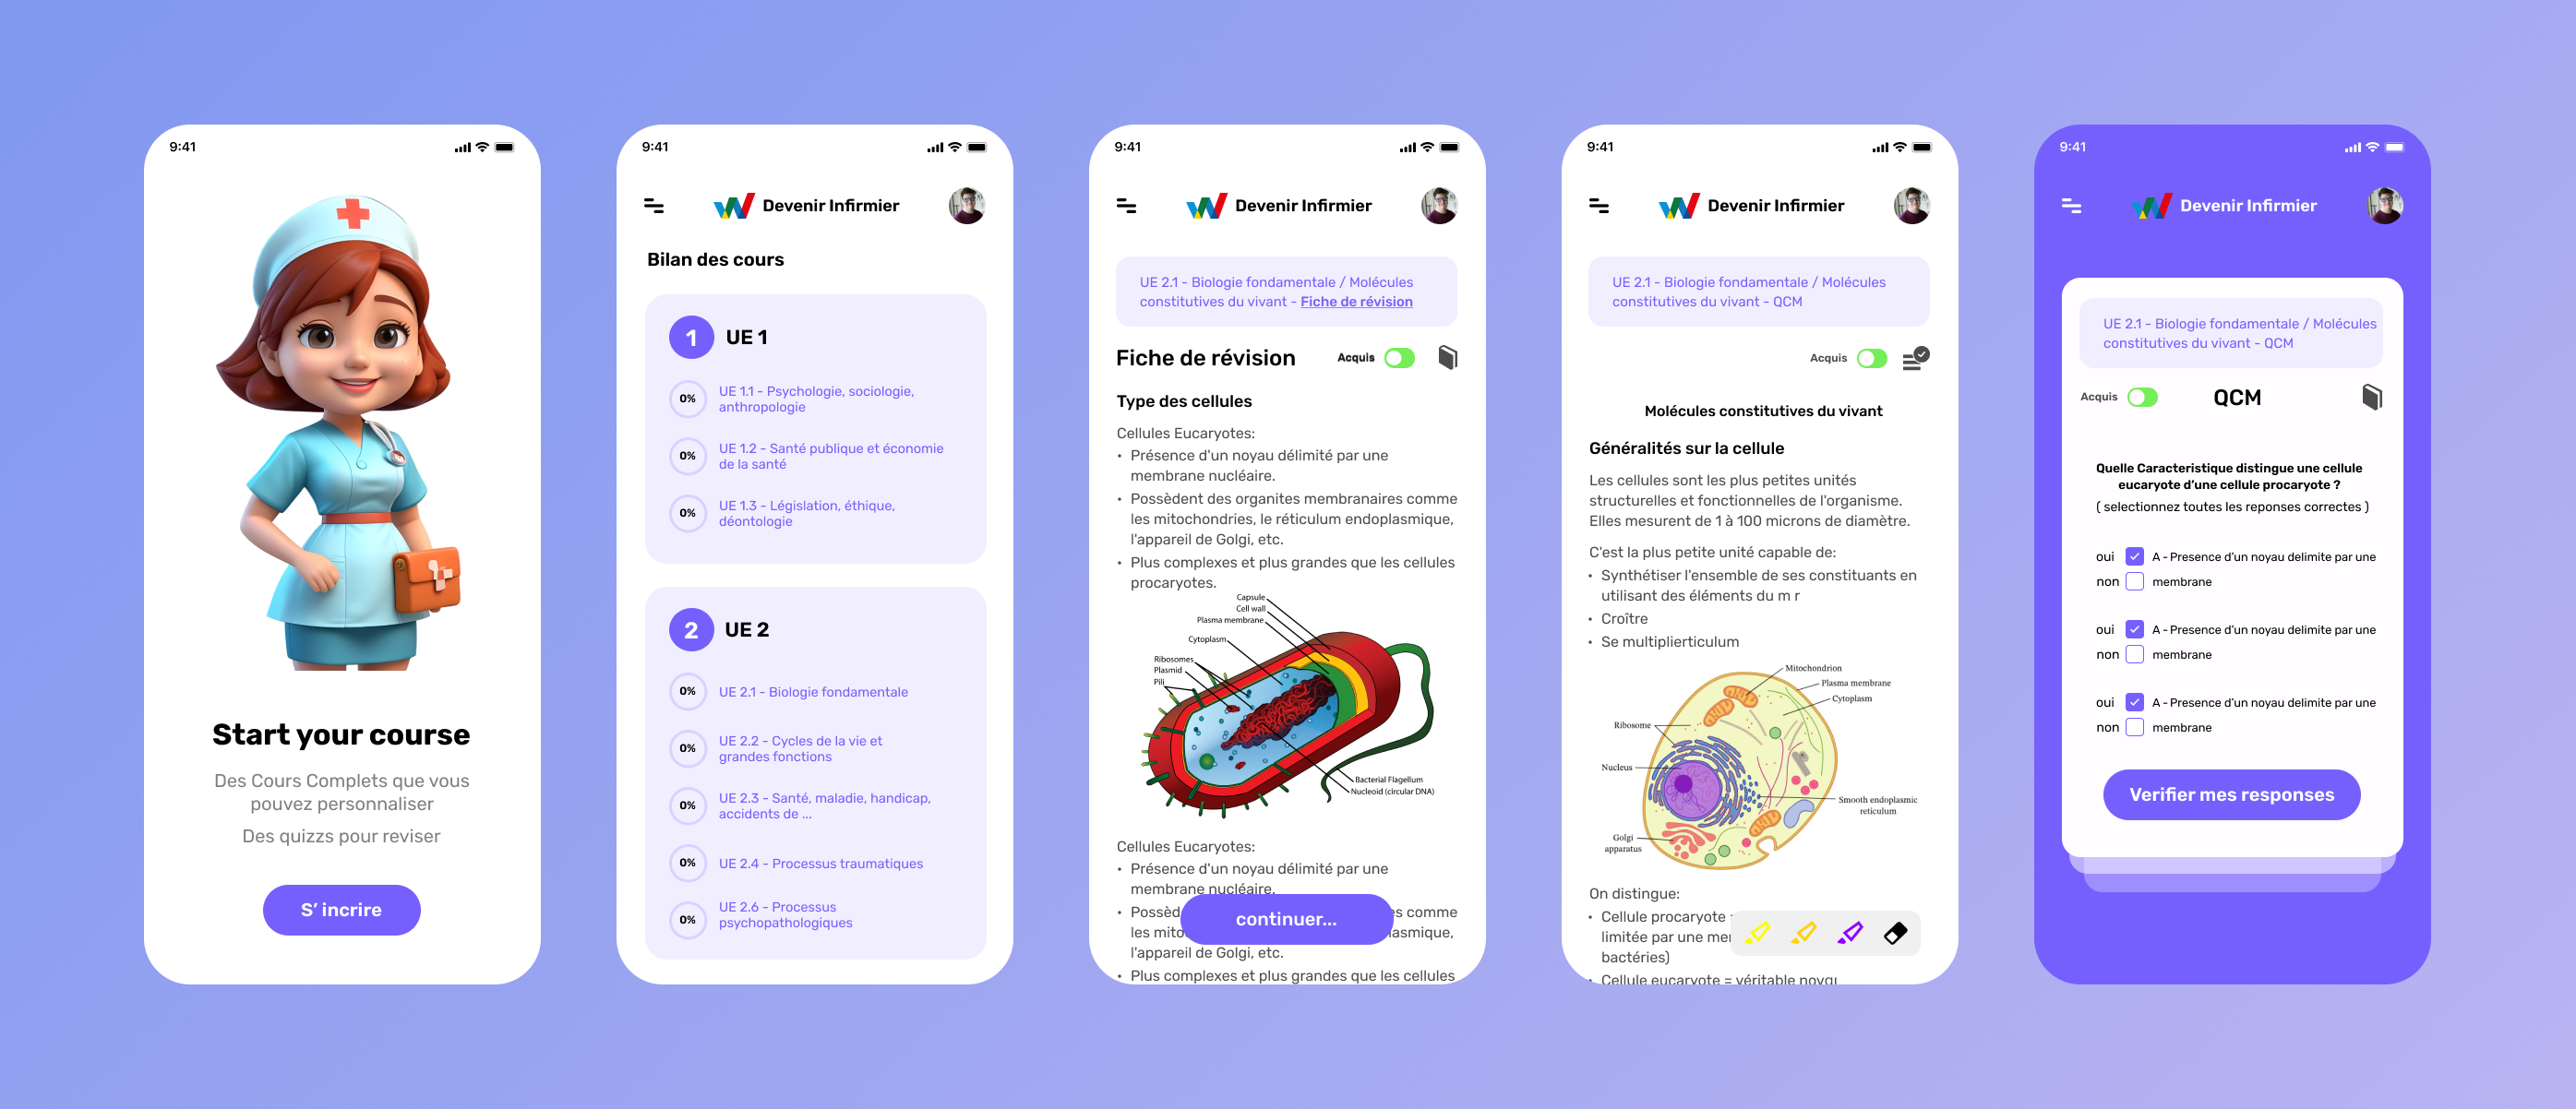 9:41
Start your course
Des Cours Complets que vous
pouvez personnaliser
Des quizzs pour reviser
S' incrire
9:41
Devenir Infirmier
Bilan des cours
1 UE 1
0% UE 1.1 - Psychologie, sociologie,
anthropologie
0% UE 1.2 - Santé publique et économie
de la santé
0% UE 1.3 - Législation, éthique,
déontologie
2 UE 2
0% UE 2.1 - Biologie fondamentale
0% UE 2.2 - Cycles de la vie et
grandes fonctions
0% UE 2.3 - Santé, maladie, handicap,
accidents de ...
0% UE 2.4 - Processus traumatiques
0% UE 2.6 - Processus
psychopathologiques
9:41
Devenir Infirmier
UE 2.1 - Biologie fondamentale / Molécules
constitutives du vivant - Fiche de révision
Fiche de révision Acquis
Type des cellules
Cellules Eucaryotes:
• Présence d'un noyau délimité par une
membrane nucléaire.
• Possèdent des organites membranaires comme
les mitochondries, le réticulum endoplasmique,
l'appareil de Golgi, etc.
• Plus complexes et plus grandes que les cellules
procaryotes.
Capsule
Cell wall
Plasma membrane
Cytoplasm
Ribosomes
Plasmid
Pili
Bacterial Flagellum
Nucleoid (circular DNA)
Cellules Eucaryotes:
• Présence d'un noyau délimité par une
membrane nucléaire.
• Possèd es comme
les mito asmique,
continuer...
l'appareil de Golgi, etc.
• Plus complexes et plus grandes que les cellules
9:41
Devenir Infirmier
UE 2.1 - Biologie fondamentale / Molécules
constitutives du vivant - QCM
Acquis
Molécules constitutives du vivant
Généralités sur la cellule
Les cellules sont les plus petites unités
structurelles et fonctionnelles de l'organisme.
Elles mesurent de 1 à 100 microns de diamètre.
C'est la plus petite unité capable de:
• Synthétiser l'ensemble de ses constituants en
utilisant des éléments du m r
• Croître
• Se multiplierticulum
Mitochondrion
Plasma membrane
Cytoplasm
Ribosome
Nucleus
Smooth endoplasmic
reticulum
Golgi
apparatus
On distingue:
• Cellule procaryote
limitée par une me
bactéries)
• Cellule eucaryote = véritable noyau
9:41
Devenir Infirmier
UE 2.1 - Biologie fondamentale / Molécules
constitutives du vivant - QCM
Acquis QCM
Quelle Caracteristique distingue une cellule
eucaryote d'une cellule procaryote ?
( selectionnez toutes les reponses correctes )
oui A - Presence d'un noyau delimite par une
non membrane
oui A - Presence d'un noyau delimite par une
non membrane
oui A - Presence d'un noyau delimite par une
non membrane
Verifier mes responses